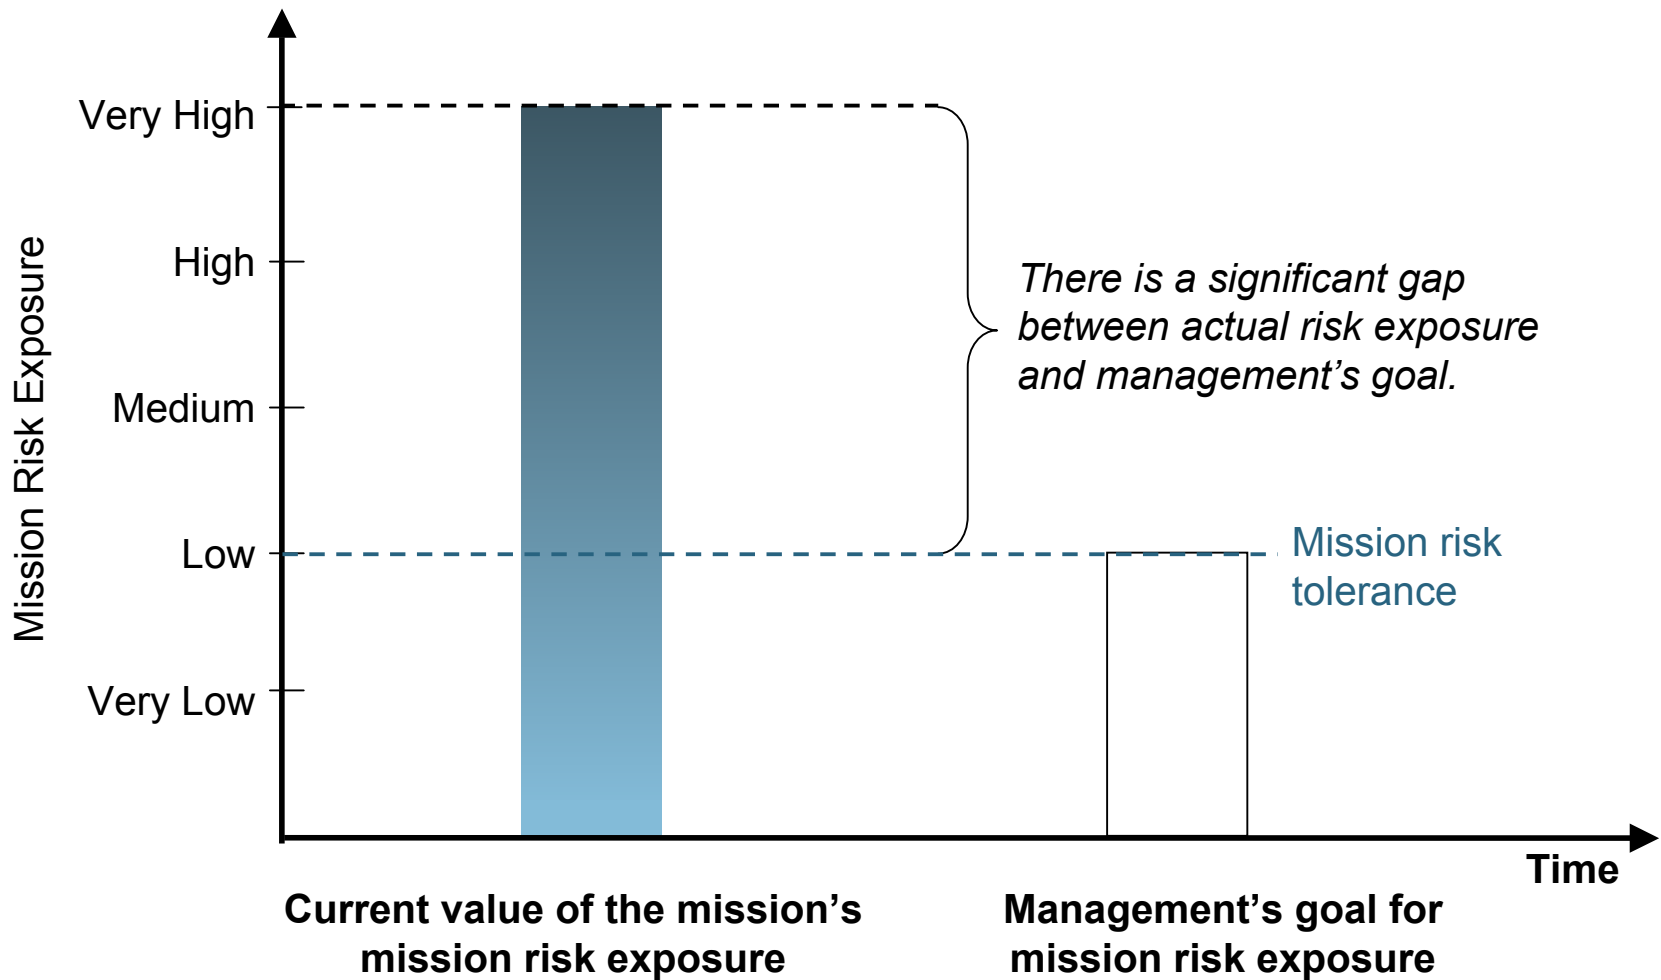 Very High
High
Medium
Low
Very Low
Mission Risk Exposure
There is a significant gap
between actual risk exposure
and management’s goal.
Mission risk
tolerance
Time
Current value of the mission’s
mission risk exposure
Management’s goal for
mission risk exposure